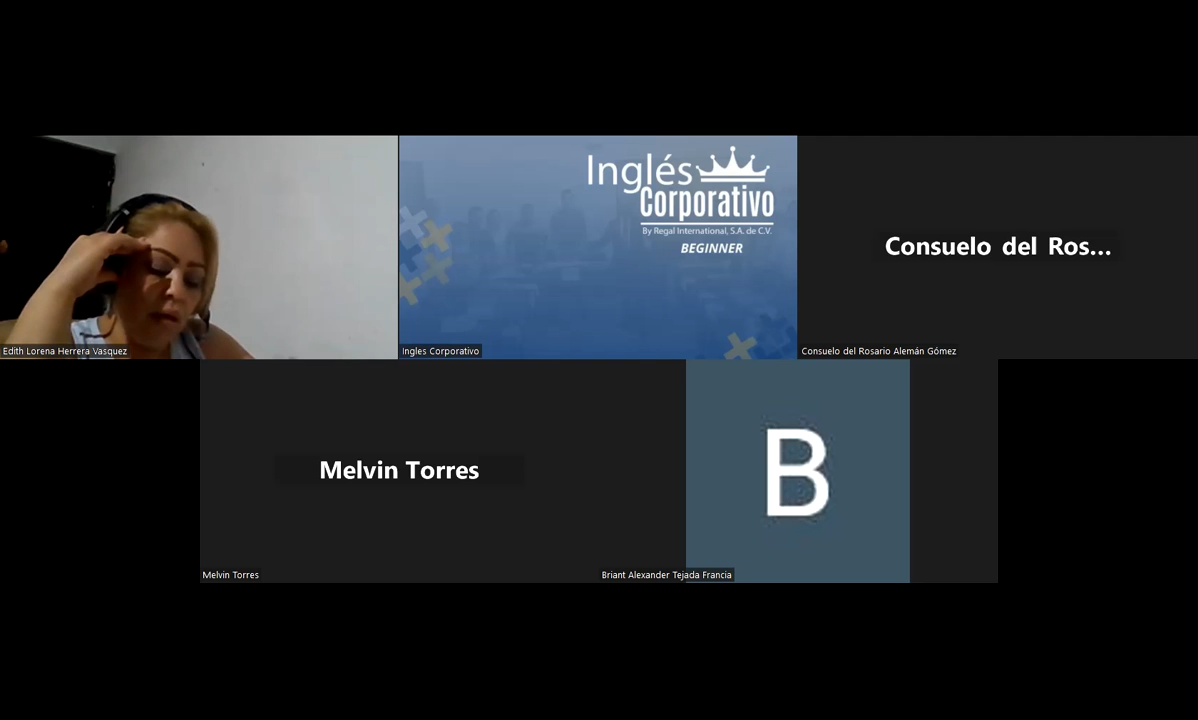 Inglés
Corporativo
By Regal International, S.A. de C.V.
BEGINNER
Consuelo del Ros...
Edith Lorena Herrera Vasquez
Ingles Corporativo
Consuelo del Rosario Alemán Gómez
Melvin Torres
B
Melvin Torres
Briant Alexander Tejada Francia